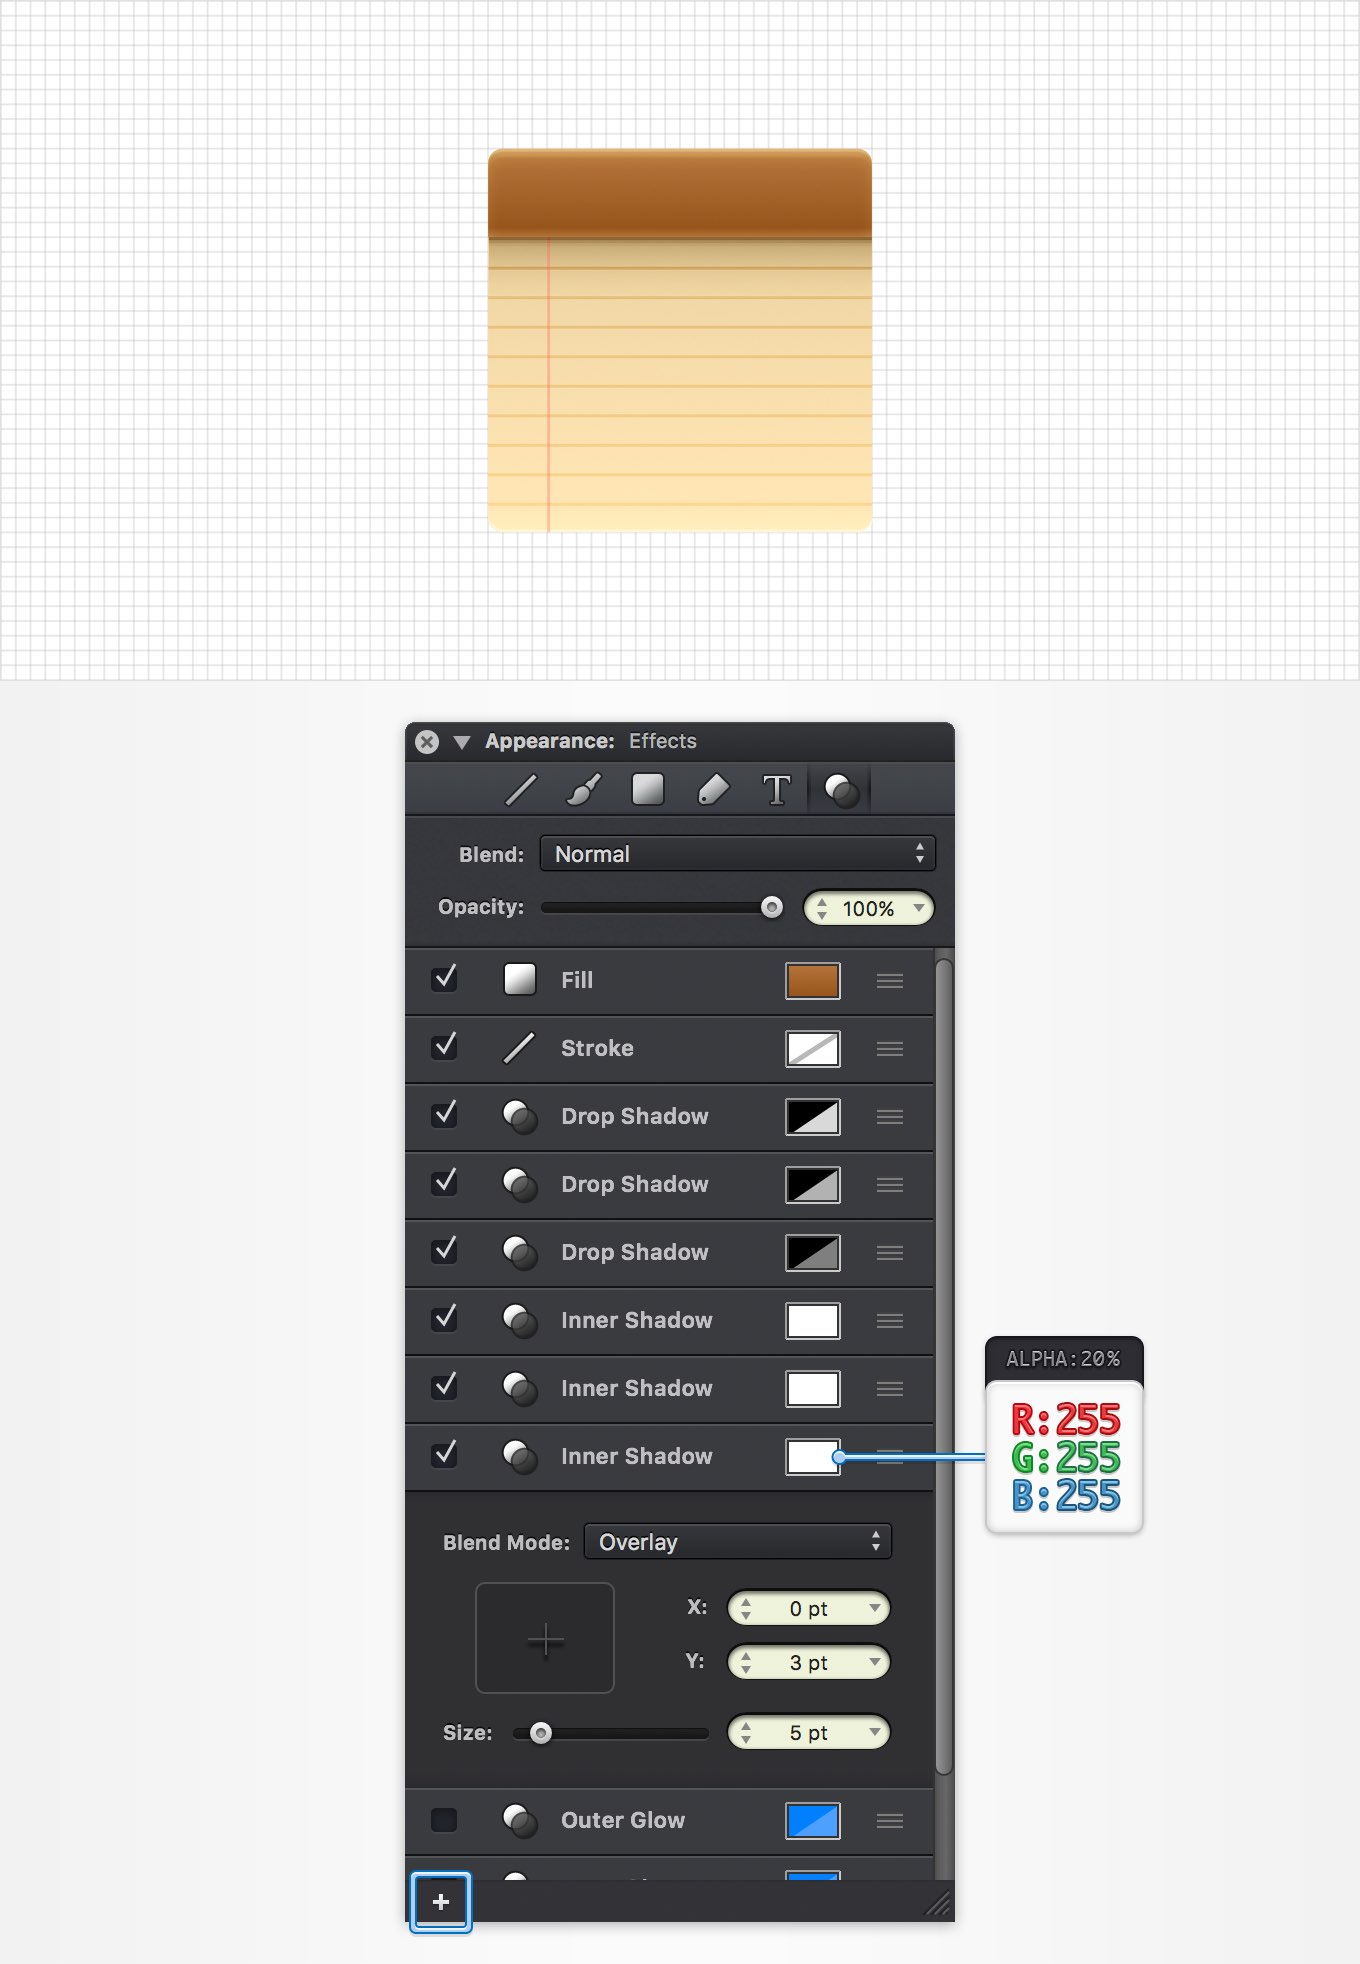 Appearance: Effects
T
Blend: Normal
Opacity: 100%
Fill
Stroke
Drop Shadow
Drop Shadow
Drop Shadow
Inner Shadow
Inner Shadow
Inner Shadow
ALPHA:20%
R:255
G:255
B:255
Blend Mode: Overlay
X: 0 pt
Y: 3 pt
Size: 5 pt
Outer Glow
+